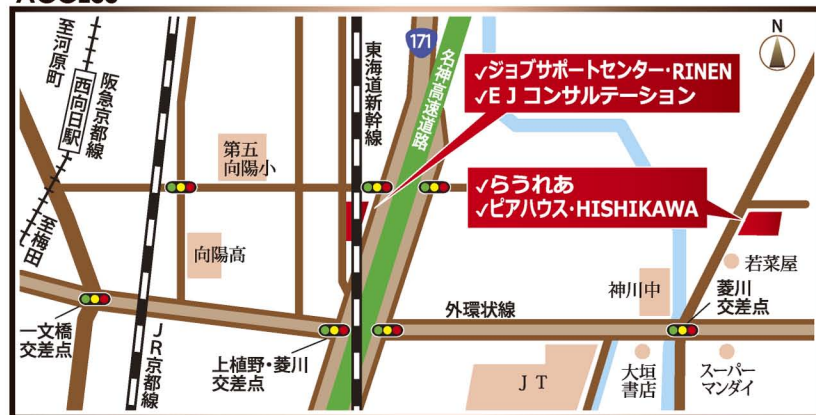 ACCESS
至河原町
阪急京都線
西向日駅
至梅田
東海道新幹線
171
名神高速道路
✓ジョブサポートセンター・RINEN
✓EJコンサルテーション
N
第五
向陽小
✓らうれあ
✓ピアハウス・HISHIKAWA
向陽高
若菜屋
神川中
菱川
交差点
外環状線
一文橋
交差点
JR京都線
上植野・菱川
交差点
JT
大垣
書店
スーパー
マンダイ